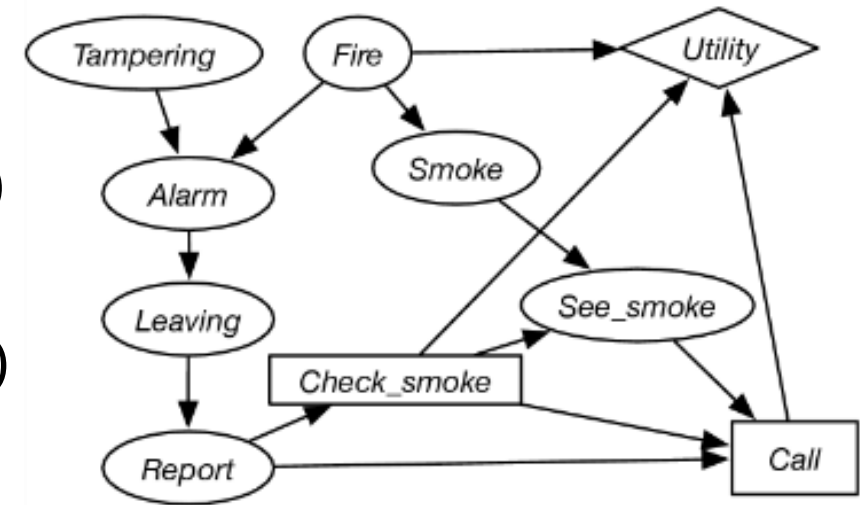 Tampering
Fire
Utility
)
Smoke
Alarm
See_smoke
Leaving
)
Check_smoke
Call
Report